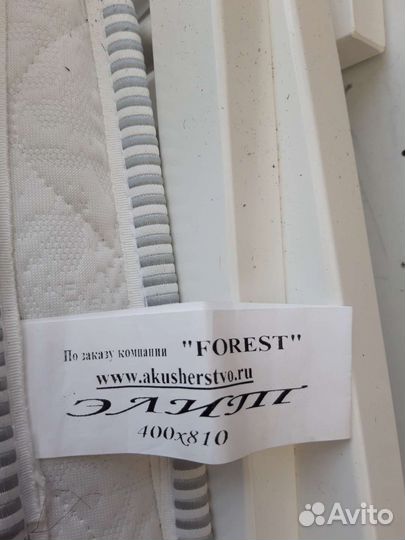 По заказу компании "FOREST"
www.akusherstvo.ru
ЭЛИТ
400x810
Avito